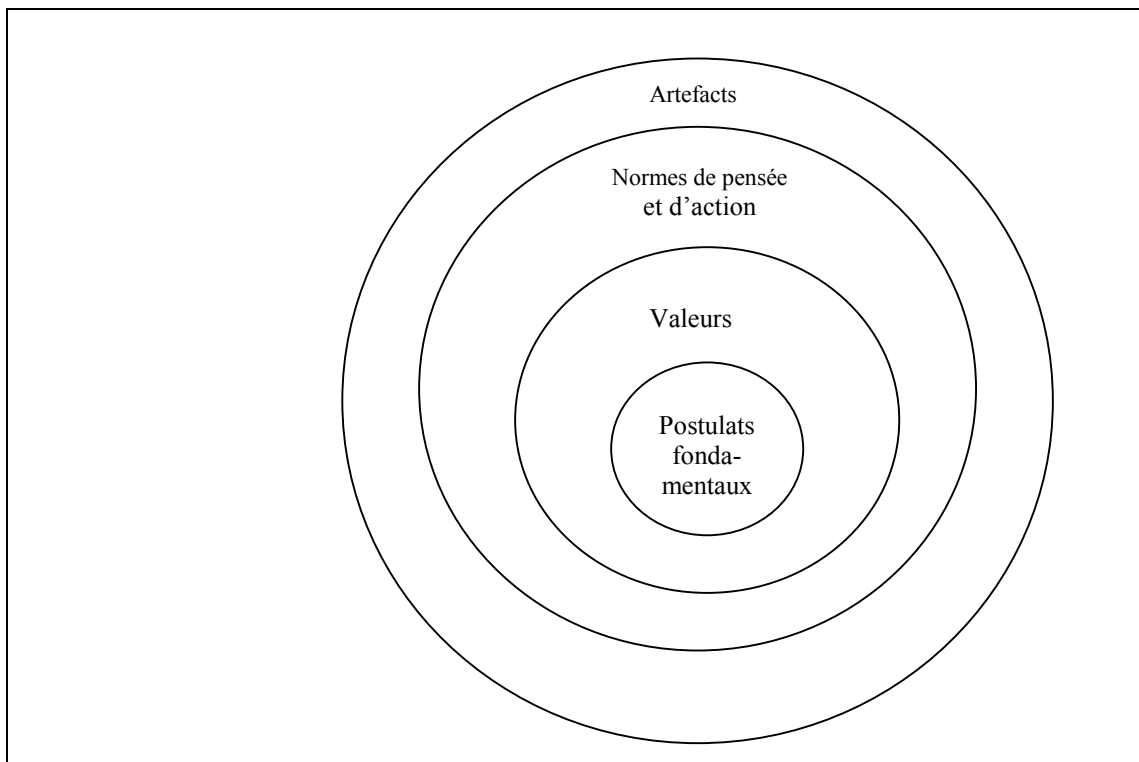 Artefacts
Normes de pensée
et d’action
Valeurs
Postulats
fonda-
mentaux